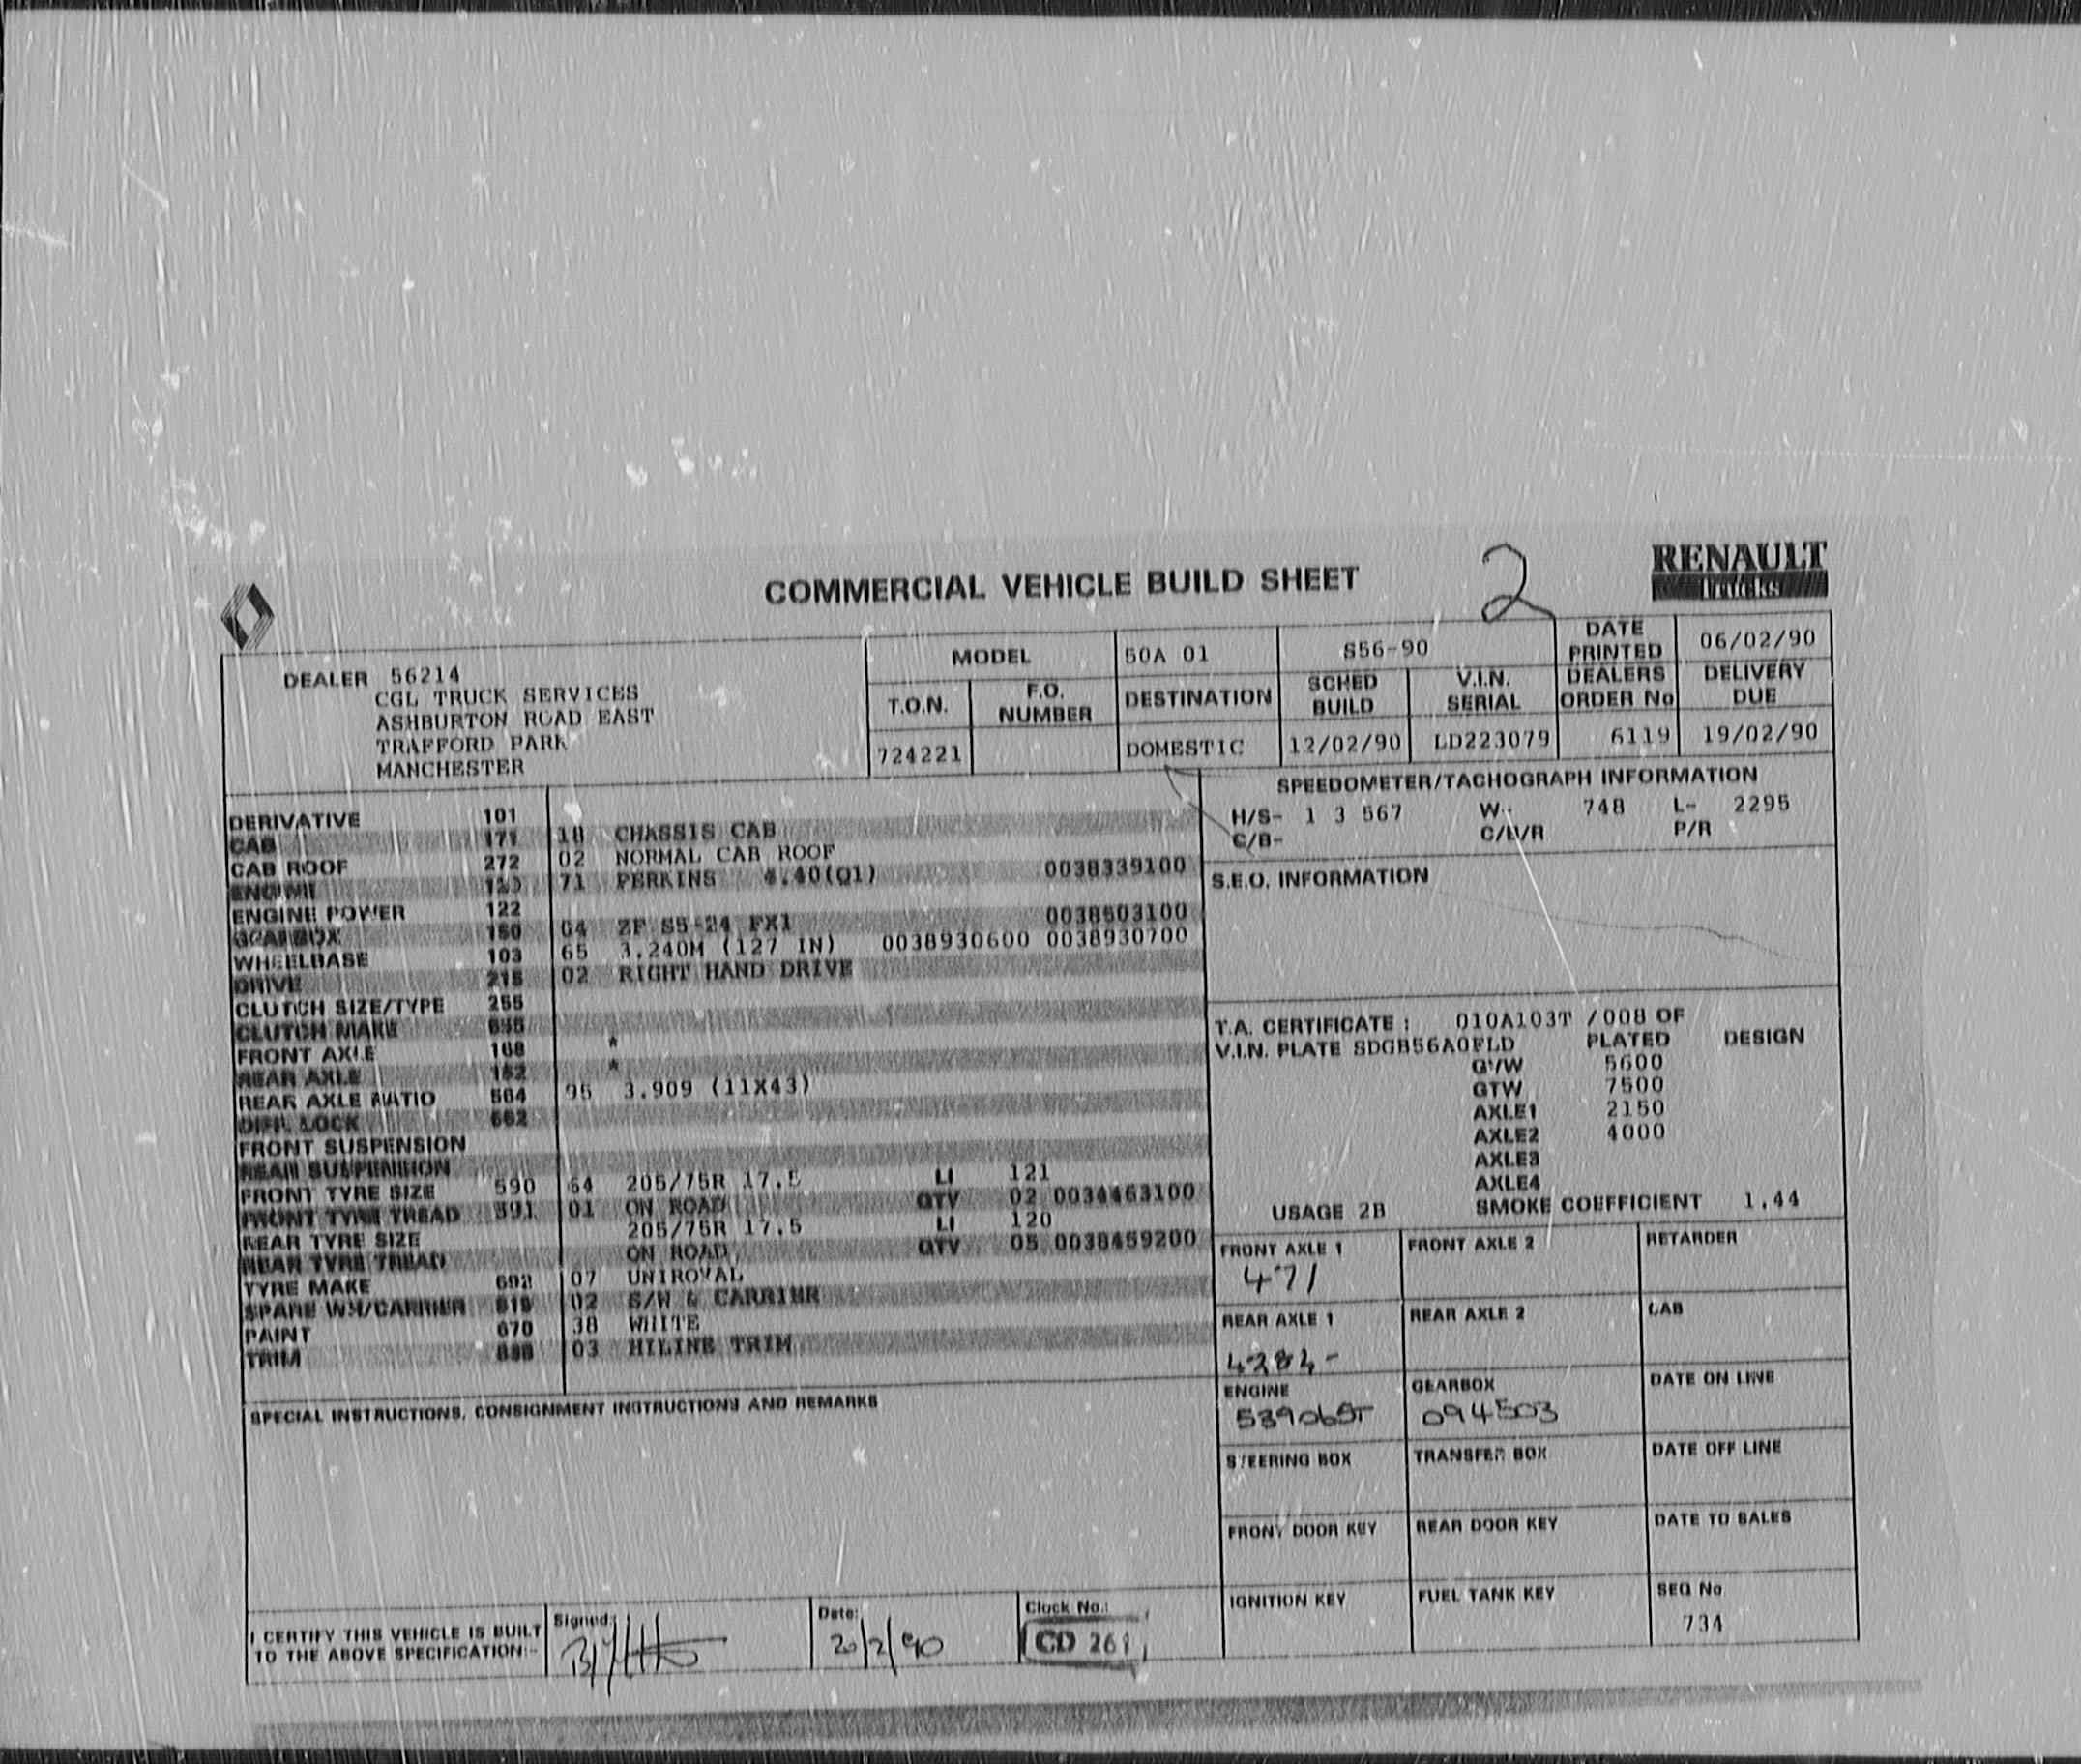 COMMERCIAL VEHICLE BUILD SHEET
2
RENAULT
Trucks
DEALER 56214
CGL TRUCK SERVICES
ASHBURTON ROAD EAST
TRAFFORD PARK
MANCHESTER
MODEL 50A 01 S56-90 DATE PRINTED 06/02/90
T.O.N. F.O. NUMBER DESTINATION SCHED BUILD V.I.N. SERIAL DEALERS ORDER No DELIVERY DUE
724221 DOMESTIC 12/02/90 LD223079 6119 19/02/90
SPEEDOMETER/TACHOGRAPH INFORMATION
H/S- 1 3 567 W- 748 L- 2295
C/B- P/R
S.E.O. INFORMATION
DERIVATIVE 101
CAB 171 18 CHASSIS CAB
CAB ROOF 272 02 NORMAL CAB ROOF
ENGINE 71 PERKINS 4.40(Q1) 0038339100
ENGINE POWER 122
GEARBOX 04 ZF S5-24 FX1 0038603100
WHEELBASE 103 65 3.240M (127 IN) 0038930600 0038930700
DRIVE 215 02 RIGHT HAND DRIVE
CLUTCH SIZE/TYPE 255
CLUTCH MAKE
FRONT AXLE 168 *
REAR AXLE 152 *
REAR AXLE RATIO 564 95 3.909 (11X43)
DIFF. LOCK 662
FRONT SUSPENSION
REAR SUSPENSION
FRONT TYRE SIZE 590 64 205/75R 17.5 LI 121
FRONT TYRE TREAD 591 01 ON ROAD QTY 02 0034463100
REAR TYRE SIZE 205/75R 17.5 LI 120
REAR TYRE TREAD ON ROAD QTY 05 0038459200
TYRE MAKE 602 07 UNIROYAL
SPARE WH/CARRIER 619 02 S/W & CARRIER
PAINT 670 38 WHITE
TRIM 03 HILINE TRIM
T.A. CERTIFICATE : 010A103T /008 OF
V.I.N. PLATE SDGB56A0FLD PLATED DESIGN
GVW 5600
GTW 7500
AXLE1 2150
AXLE2 4000
AXLE3
AXLE4
USAGE 2B SMOKE COEFFICIENT 1.44
FRONT AXLE 1 FRONT AXLE 2 RETARDER
471
REAR AXLE 1 REAR AXLE 2 CAB
4284-
ENGINE GEARBOX DATE ON LINE
094503
STEERING BOX TRANSFER BOX DATE OFF LINE
FRONT DOOR KEY REAR DOOR KEY DATE TO SALES
IGNITION KEY FUEL TANK KEY SEQ No
734
SPECIAL INSTRUCTIONS, CONSIGNMENT INSTRUCTIONS AND REMARKS
I CERTIFY THIS VEHICLE IS BUILT
TO THE ABOVE SPECIFICATION:-
Signed:
Date: 20/2/90
Clock No.: CD 261